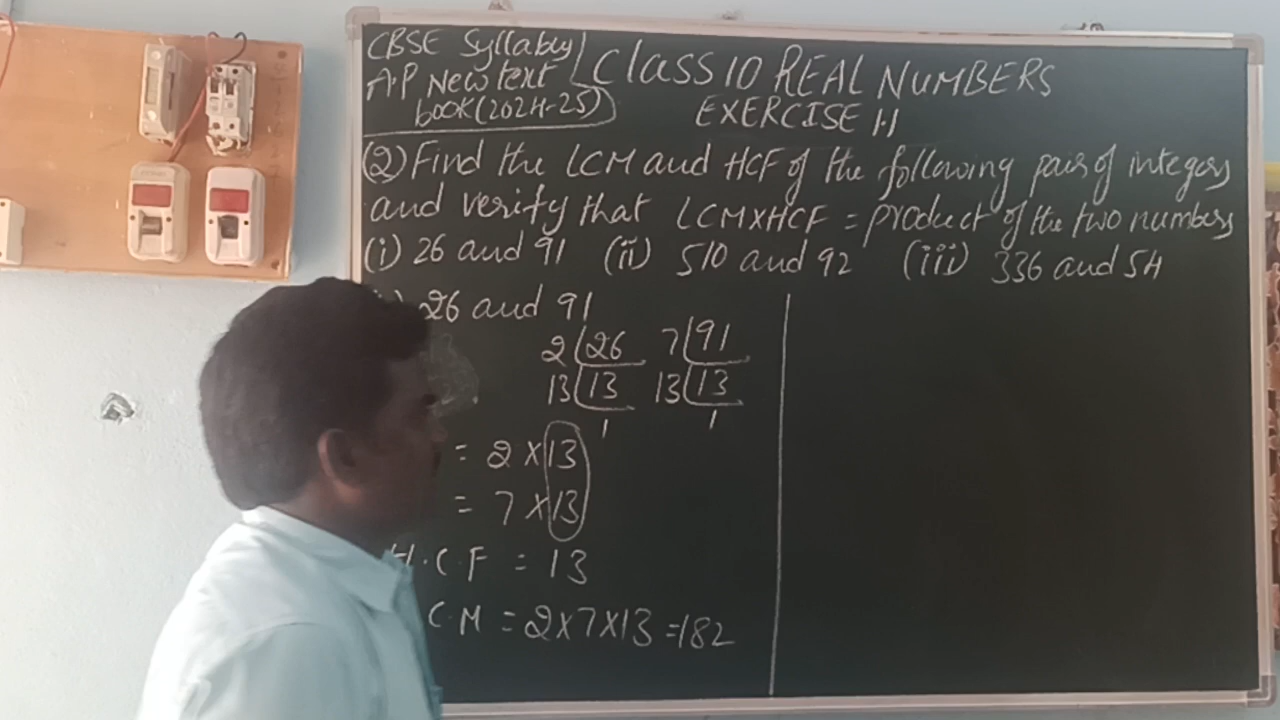 CBSE Syllabus
A.P New text
book (2024-25)
Class 10 REAL NUMBERS
EXERCISE 1.1
(2) Find the LCM and HCF of the following pairs of integers
and verify that LCM×HCF = product of the two numbers
(i) 26 and 91 (ii) 510 and 92 (iii) 336 and 54
26 and 91
2 26 7 91
13 13 13 13
1 1
= 2 × 13
= 7 × 13
H.C.F = 13
C.M = 2×7×13 = 182